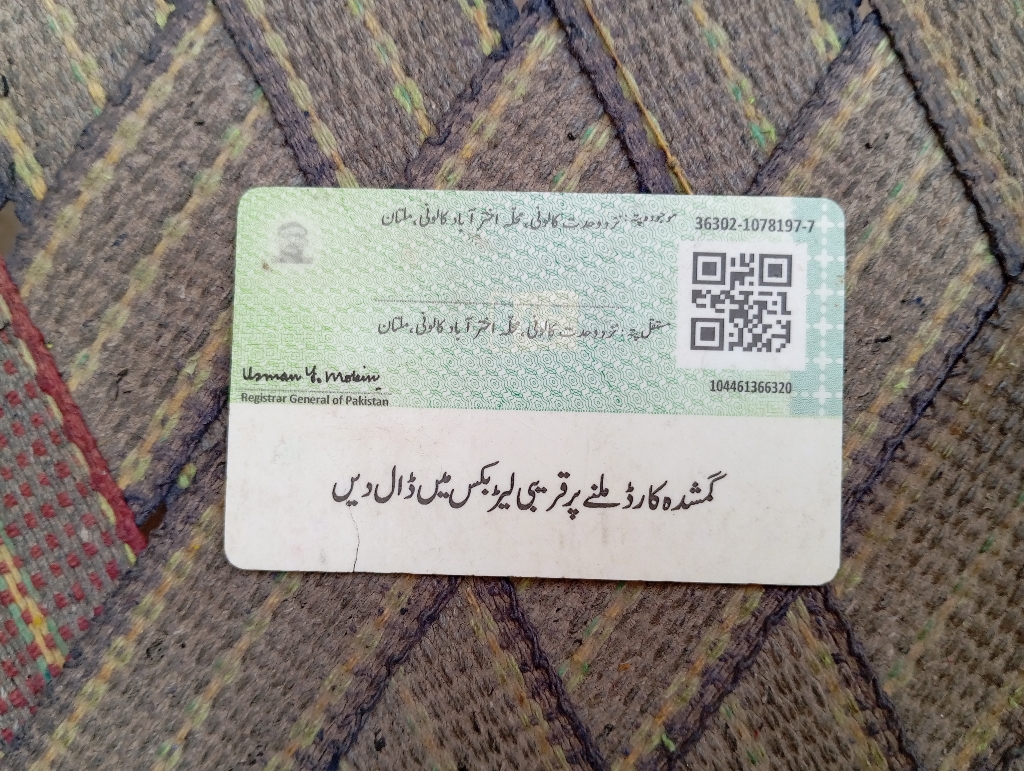 موجودہ پتہ: نزد وحدت کالونی، محلہ اختر آباد کالونی، ملتان
36302-1078197-7
مستقل پتہ: نزد وحدت کالونی، محلہ اختر آباد کالونی، ملتان
104461366320
Usman Y. Mobin
Registrar General of Pakistan
گمشدہ کارڈ ملنے پر قریبی لیٹر بکس میں ڈال دیں